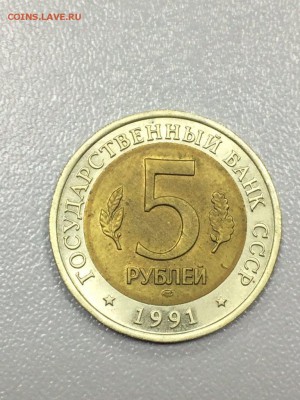 COINS.LAVE.RU
ГОСУДАРСТВЕННЫЙ БАНК СССР
5
РУБЛЕЙ
1991